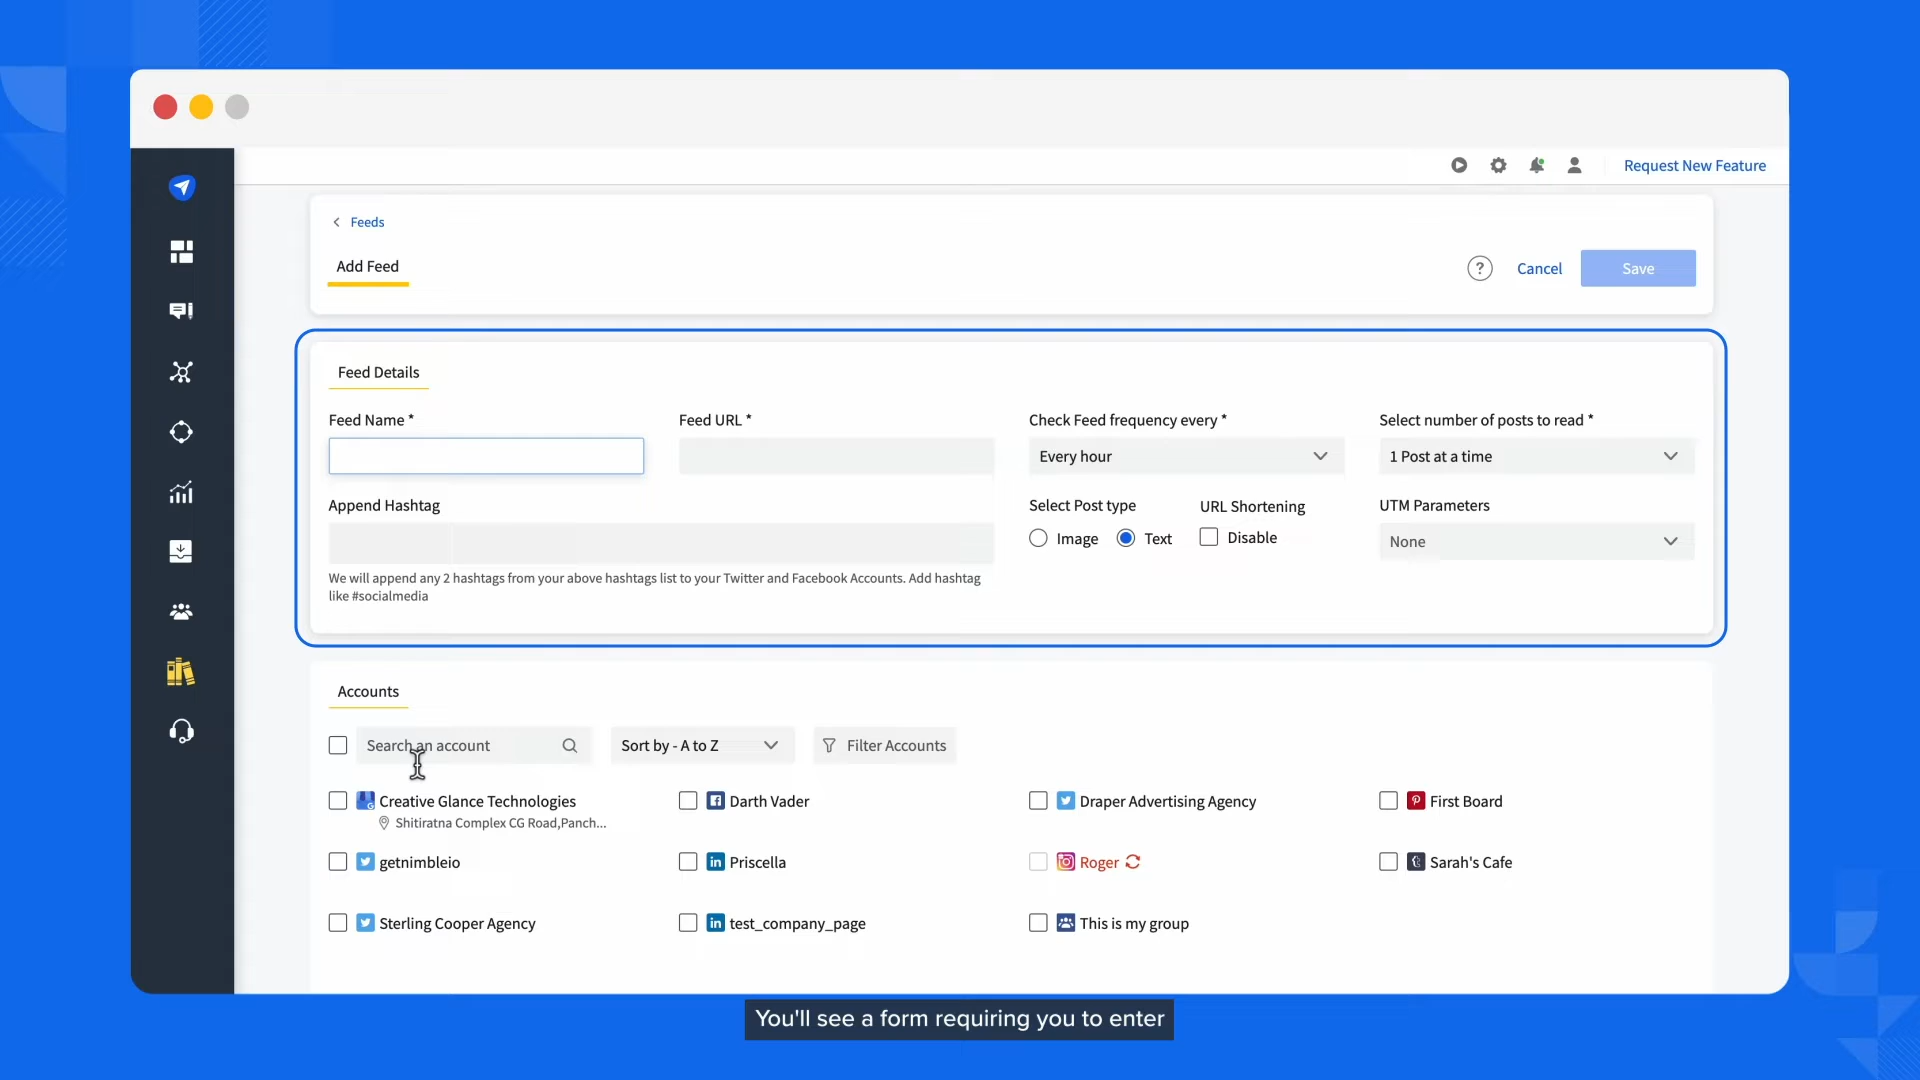 Request New Feature
Feeds
Add Feed
? Cancel Save
Feed Details
Feed Name * Feed URL * Check Feed frequency every * Select number of posts to read *
Every hour 1 Post at a time
Append Hashtag Select Post type URL Shortening UTM Parameters
Image Text Disable None
We will append any 2 hashtags from your above hashtags list to your Twitter and Facebook Accounts. Add hashtag
like #socialmedia
Accounts
Search an account Sort by - A to Z Filter Accounts
Creative Glance Technologies Darth Vader Draper Advertising Agency First Board
Shitiratna Complex CG Road,Panch...
getnimbleio Priscella Roger Sarah's Cafe
Sterling Cooper Agency test_company_page This is my group
You'll see a form requiring you to enter